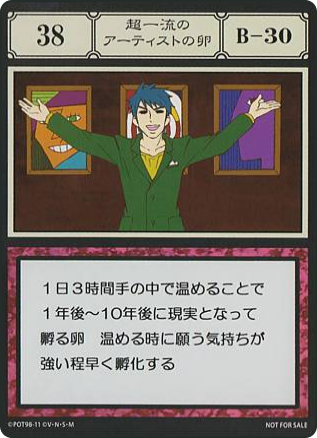 38
超一流の
アーティストの卵
B-30
1日3時間手の中で温めることで
1年後〜10年後に現実となって
孵る卵　温める時に願う気持ちが
強い程早く孵化する
©POT98-11 ©V・N・S・M
NOT FOR SALE